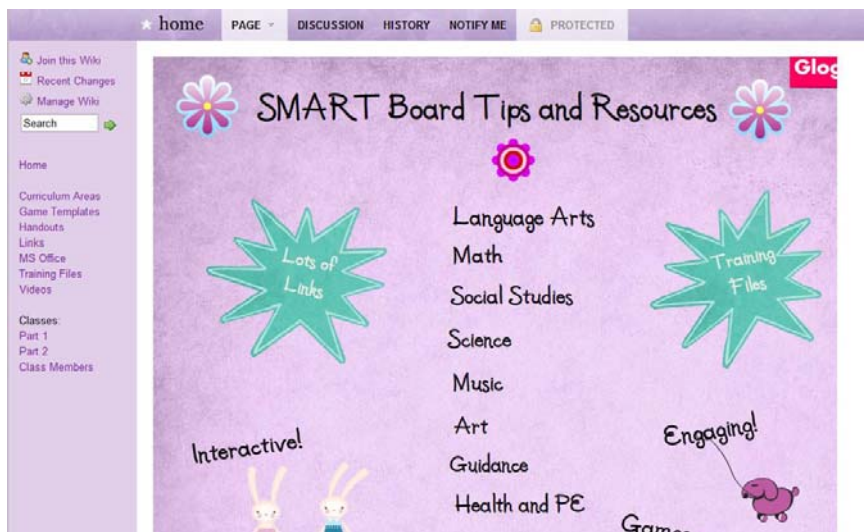 home PAGE DISCUSSION HISTORY NOTIFY ME PROTECTED
Join this Wiki
Recent Changes
Manage Wiki
Search
Home
Curriculum Areas
Game Templates
Handouts
Links
MS Office
Training Files
Videos
Classes:
Part 1
Part 2
Class Members
Glog
SMART Board Tips and Resources
Lots of
Links
Language Arts
Math
Social Studies
Science
Music
Art
Guidance
Health and PE
Training
Files
Interactive!
Engaging!